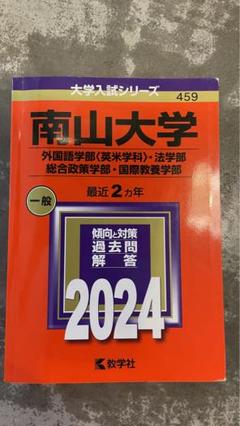 大学入試シリーズ
459
南山大学
外国語学部〈英米学科〉・法学部
総合政策学部・国際教養学部
一般
最近2カ年
傾向と対策
過去問
解答
2024
教学社